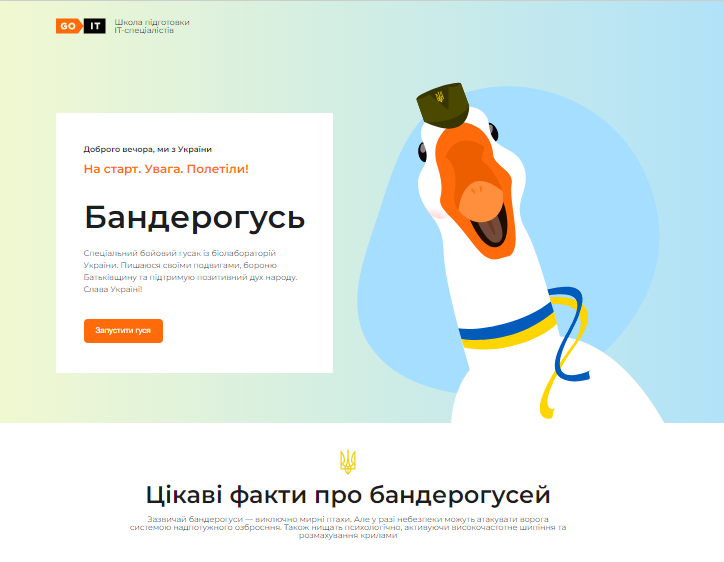 GO IT
Школа підготовки
ІТ-спеціалістів
Доброго вечора, ми з України
На старт. Увага. Полетіли!
Бандерогусь
Спеціальний бойовий гусак із біолабораторій
України. Пишаюся своїми подвигами, бороню
Батьківщину та підтримую позитивний дух народу.
Слава Україні!
Запустити гуся
Цікаві факти про бандерогусей
Зазвичай бандерогуси — виключно мирні птахи. Але у разі небезпеки можуть атакувати ворога
системою надпотужного озброєння. Також нищать психологічно, активуючи високочастотне шипіння та
розмахування крилами